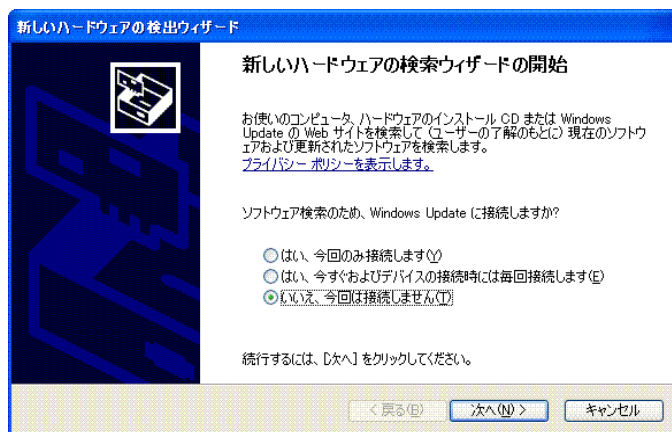 新しいハードウェアの検出ウィザード
新しいハードウェアの検索ウィザードの開始
お使いのコンピュータ、ハードウェアのインストール CD または Windows
Update の Web サイトを検索して (ユーザーの了解のもとに) 現在のソフトウ
ェアおよび更新されたソフトウェアを検索します。
プライバシー ポリシーを表示します。
ソフトウェア検索のため、Windows Update に接続しますか?
はい、今回のみ接続します(Y)
はい、今すぐおよびデバイスの接続時には毎回接続します(E)
いいえ、今回は接続しません(T)
続行するには、[次へ] をクリックしてください。
< 戻る(B) 次へ(N) > キャンセル